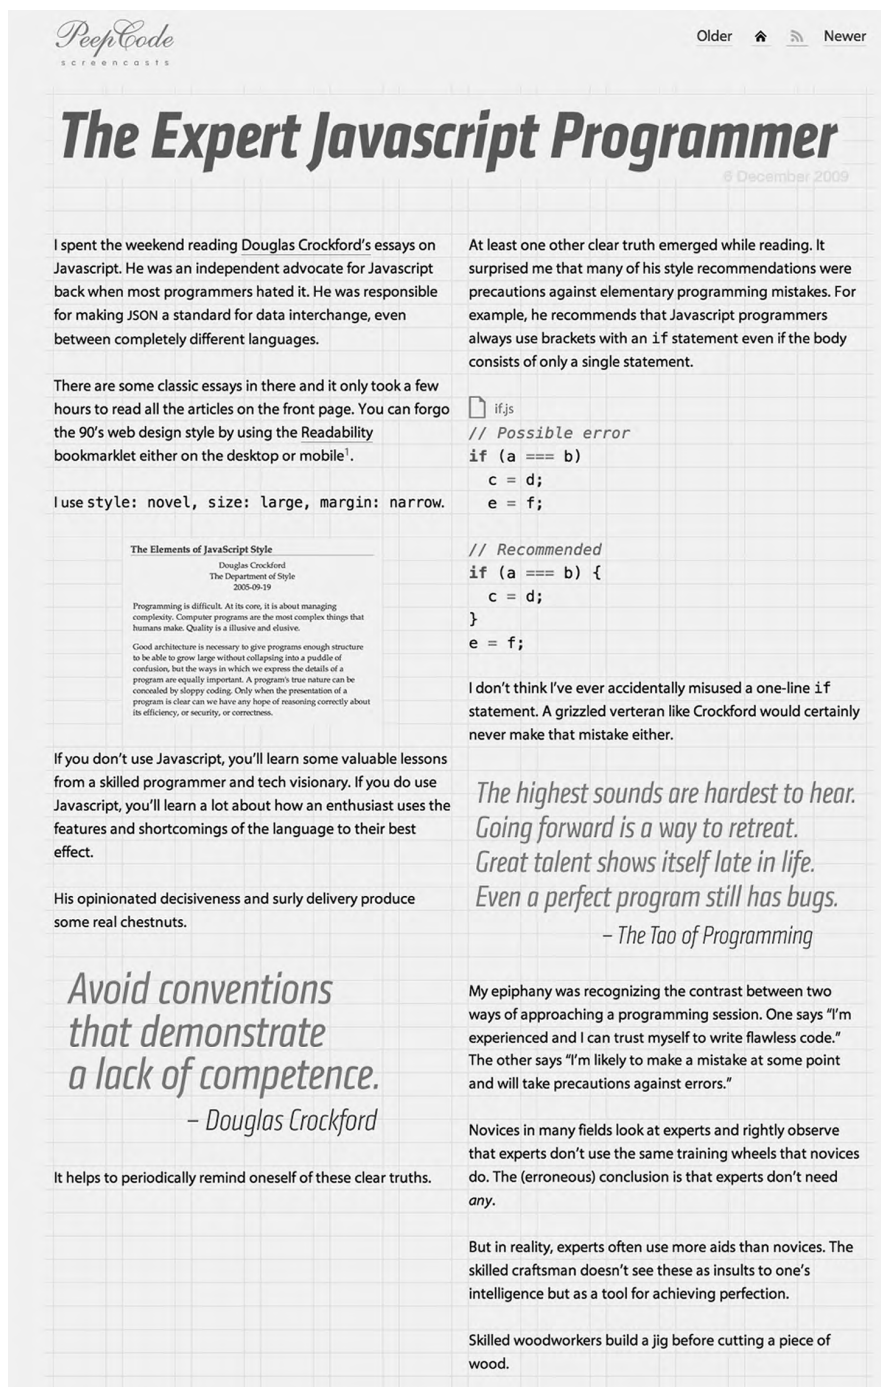 PeepCode
screencasts
Older
Newer
The Expert Javascript Programmer
6 December 2009
I spent the weekend reading Douglas Crockford's essays on
Javascript. He was an independent advocate for Javascript
back when most programmers hated it. He was responsible
for making JSON a standard for data interchange, even
between completely different languages.
There are some classic essays in there and it only took a few
hours to read all the articles on the front page. You can forgo
the 90's web design style by using the Readability
bookmarklet either on the desktop or mobile¹.
I use style: novel, size: large, margin: narrow.
The Elements of JavaScript Style
Douglas Crockford
The Department of Style
2005-09-19
Programming is difficult. At its core, it is about managing
complexity. Computer programs are the most complex things that
humans make. Quality is a illusive and elusive.
Good architecture is necessary to give programs enough structure
to be able to grow large without collapsing into a puddle of
confusion, but the ways in which we express the details of a
program are equally important. A program's true nature can be
concealed by sloppy coding. Only when the presentation of a
program is clear can we have any hope of reasoning correctly about
its efficiency, or security, or correctness.
If you don't use Javascript, you'll learn some valuable lessons
from a skilled programmer and tech visionary. If you do use
Javascript, you'll learn a lot about how an enthusiast uses the
features and shortcomings of the language to their best
effect.
His opinionated decisiveness and surly delivery produce
some real chestnuts.
Avoid conventions
that demonstrate
a lack of competence.
– Douglas Crockford
It helps to periodically remind oneself of these clear truths.
At least one other clear truth emerged while reading. It
surprised me that many of his style recommendations were
precautions against elementary programming mistakes. For
example, he recommends that Javascript programmers
always use brackets with an if statement even if the body
consists of only a single statement.
if.js
// Possible error
if (a === b)
  c = d;
  e = f;
// Recommended
if (a === b) {
  c = d;
}
e = f;
I don't think I've ever accidentally misused a one-line if
statement. A grizzled verteran like Crockford would certainly
never make that mistake either.
The highest sounds are hardest to hear.
Going forward is a way to retreat.
Great talent shows itself late in life.
Even a perfect program still has bugs.
– The Tao of Programming
My epiphany was recognizing the contrast between two
ways of approaching a programming session. One says “I'm
experienced and I can trust myself to write flawless code.”
The other says “I'm likely to make a mistake at some point
and will take precautions against errors.”
Novices in many fields look at experts and rightly observe
that experts don't use the same training wheels that novices
do. The (erroneous) conclusion is that experts don't need
any.
But in reality, experts often use more aids than novices. The
skilled craftsman doesn't see these as insults to one's
intelligence but as a tool for achieving perfection.
Skilled woodworkers build a jig before cutting a piece of
wood.